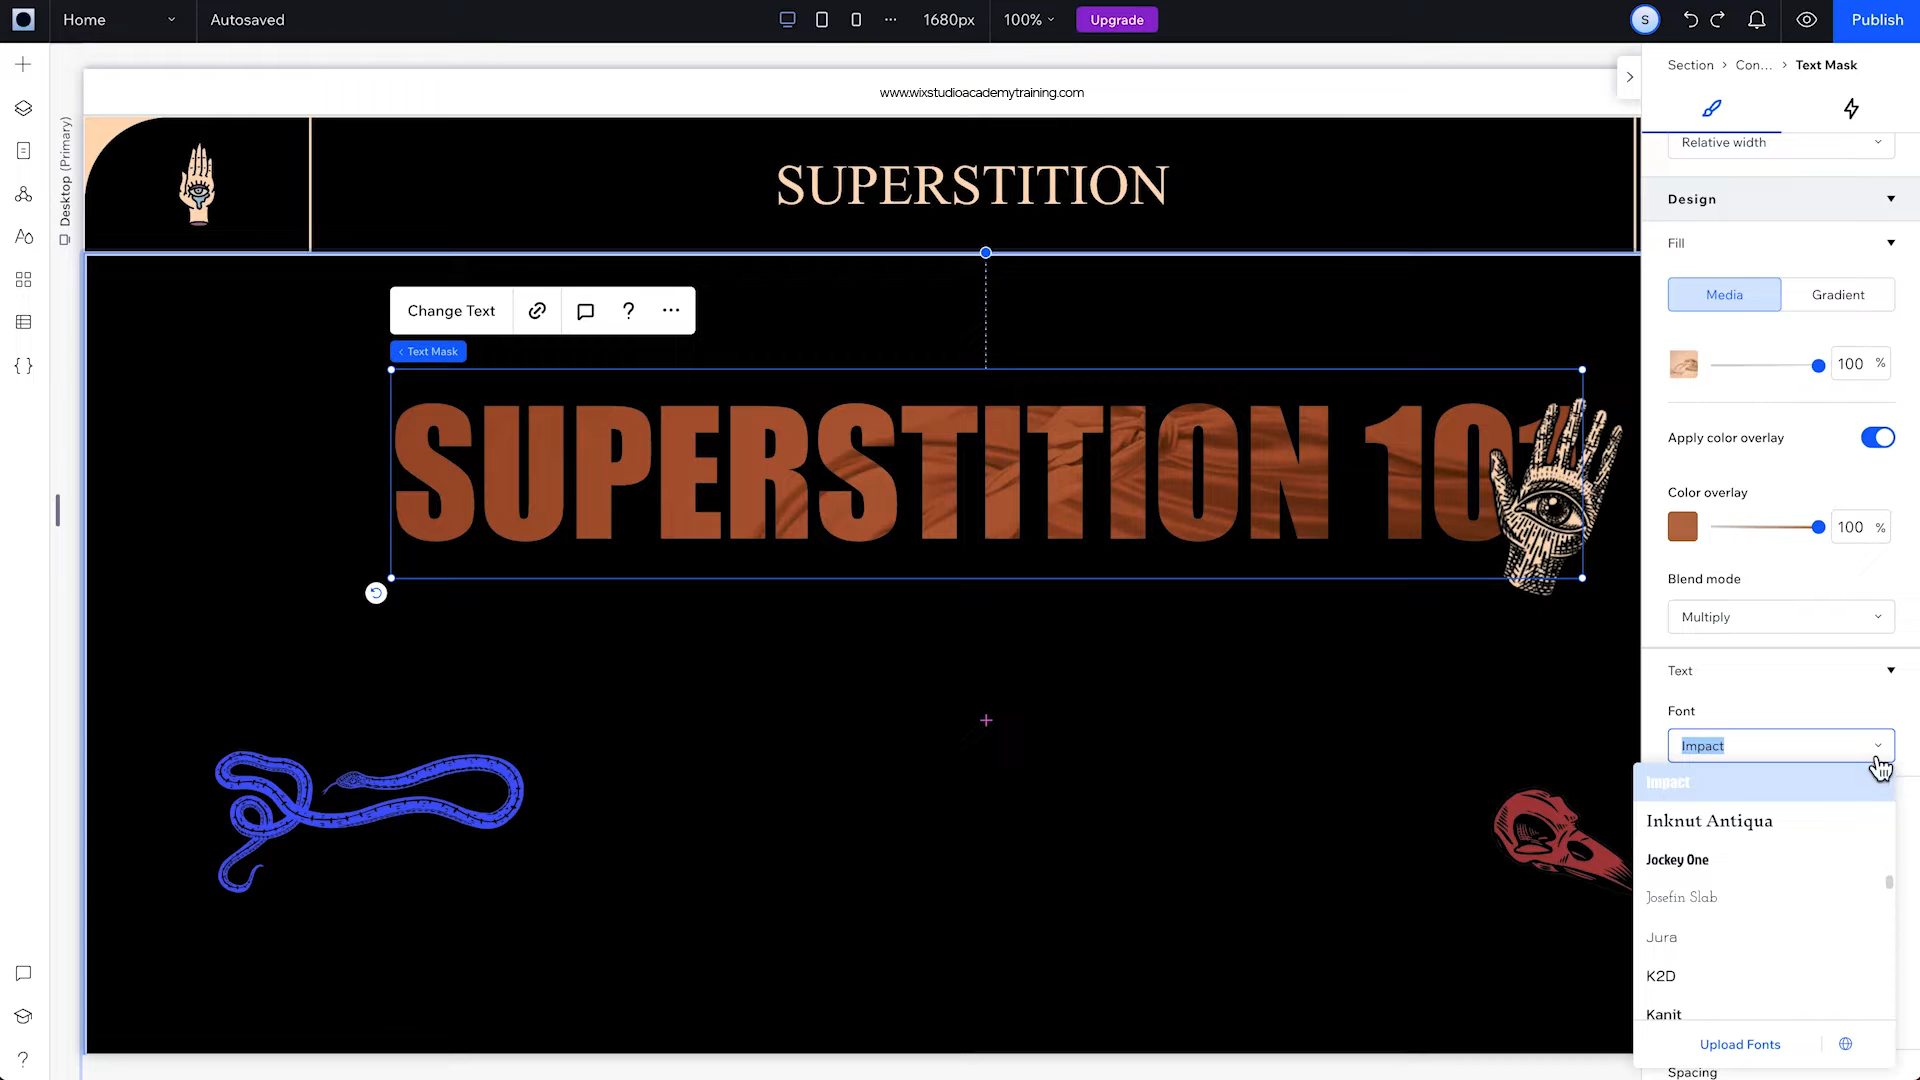 Home
Autosaved
1680px
100%
Upgrade
S
Publish
Section > Con... > Text Mask
www.wixstudioacademytraining.com
Desktop (Primary)
Relative width
SUPERSTITION
Design
Fill
Media
Gradient
Change Text
< Text Mask
100 %
SUPERSTITION 101
Apply color overlay
Color overlay
100 %
Blend mode
Multiply
Text
Font
Impact
Impact
Inknut Antiqua
Jockey One
Josefin Slab
Jura
K2D
Kanit
Upload Fonts
Spacing